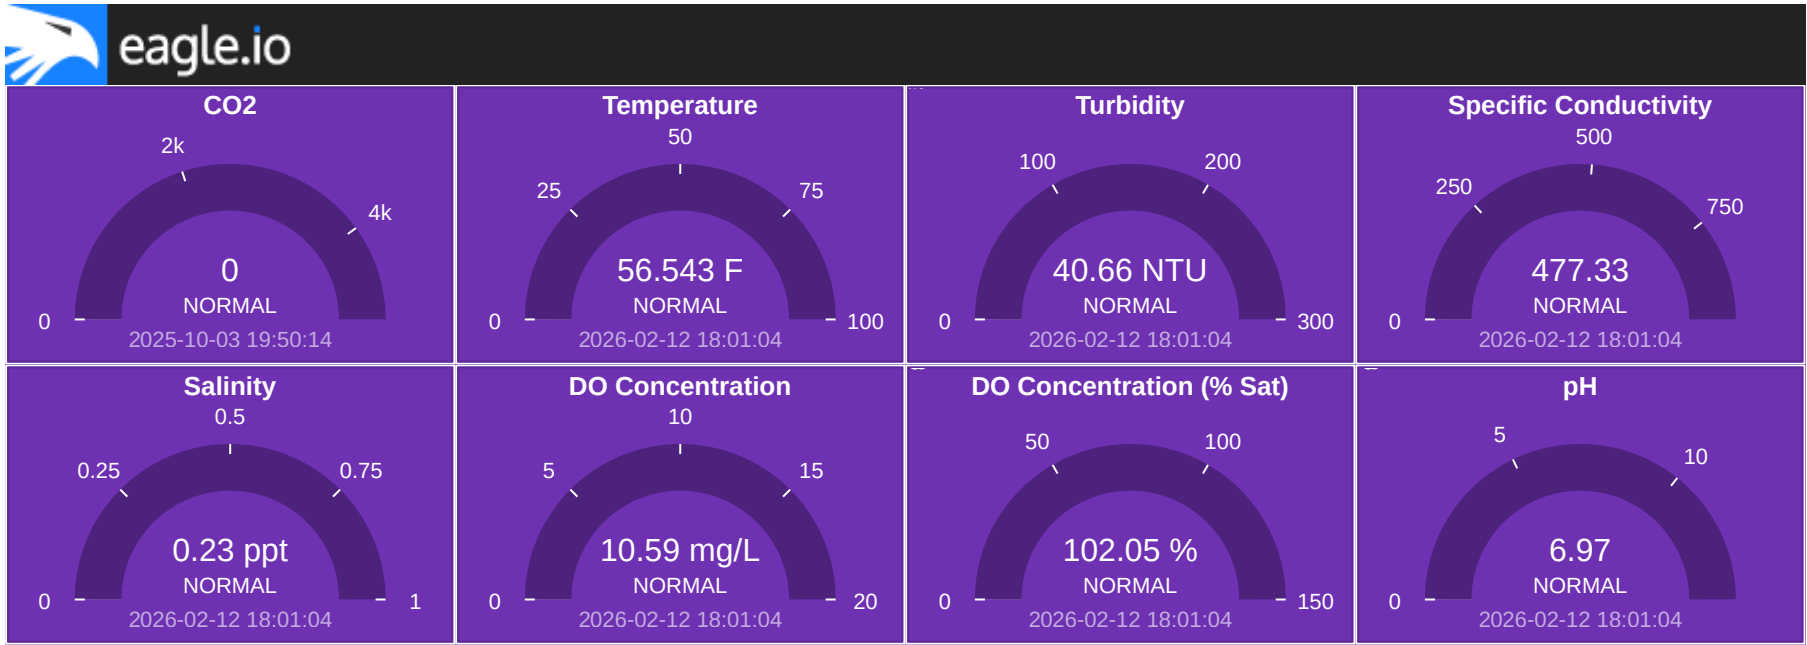 eagle.io
CO2
2k
4k
0
0
NORMAL
2025-10-03 19:50:14
Temperature
50
25
75
56.543 F
NORMAL
0
100
2026-02-12 18:01:04
Turbidity
100
200
40.66 NTU
NORMAL
0
300
2026-02-12 18:01:04
Specific Conductivity
500
250
750
477.33
NORMAL
0
2026-02-12 18:01:04
Salinity
0.5
0.25
0.75
0.23 ppt
NORMAL
0
1
2026-02-12 18:01:04
DO Concentration
10
5
15
10.59 mg/L
NORMAL
0
20
2026-02-12 18:01:04
DO Concentration (% Sat)
50
100
102.05 %
NORMAL
0
150
2026-02-12 18:01:04
pH
5
10
6.97
NORMAL
0
2026-02-12 18:01:04